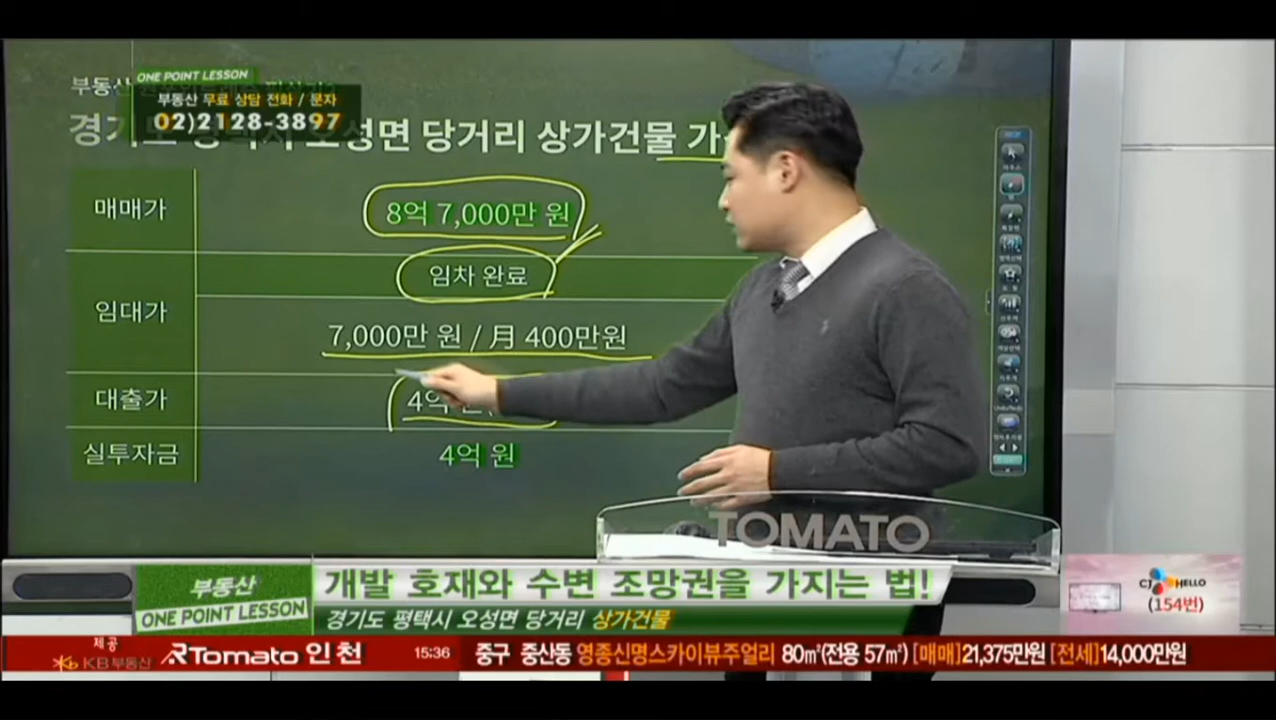 ONE POINT LESSON
부동산
부동산 무료 상담 전화 / 문자
02)2128-3897
경기도 평택시 오성면 당거리 상가건물
매매가
8억 7,000만 원
임차 완료
임대가
7,000만 원 / 月 400만원
대출가
4억
실투자금
4억 원
TOMATO
부동산
ONE POINT LESSON
개발 호재와 수변 조망권을 가지는 법!
경기도 평택시 오성면 당거리 상가건물
CJ HELLO
(154번)
제공
KB부동산
RTomato 인천
15:36
중구 중산동 영종신명스카이뷰주얼리 80㎡(전용 57㎡) [매매]21,375만원 [전세]14,000만원